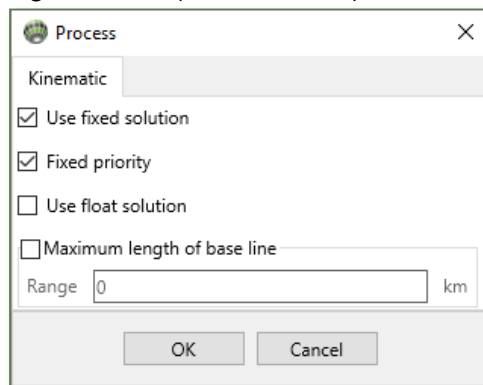 Process
Kinematic
Use fixed solution
Fixed priority
Use float solution
Maximum length of base line
Range 0 km
OK Cancel